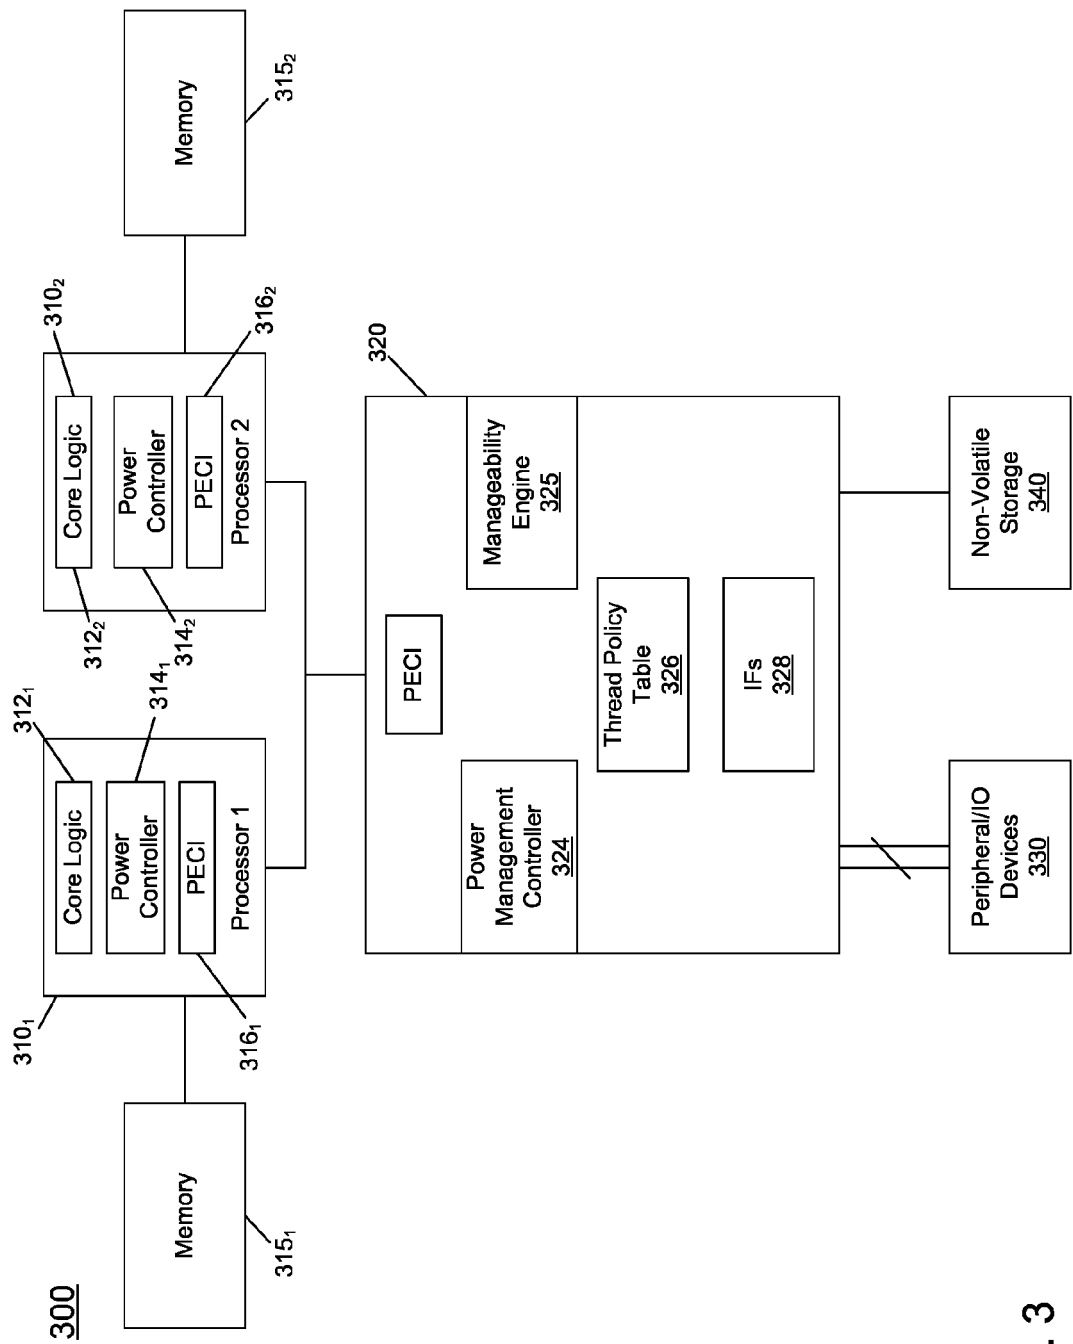 300
310₁
312₁
312₂
310₂
Core Logic
Core Logic
Memory
Power
Controller
314₁
314₂
Power
Controller
Memory
PECI
PECI
Processor 1
Processor 2
315₁
316₁
316₂
315₂
320
PECI
Power
Management
Controller
324
Manageability
Engine
325
Thread Policy
Table
326
IFs
328
Peripheral/IO
Devices
330
Non-Volatile
Storage
340
. 3